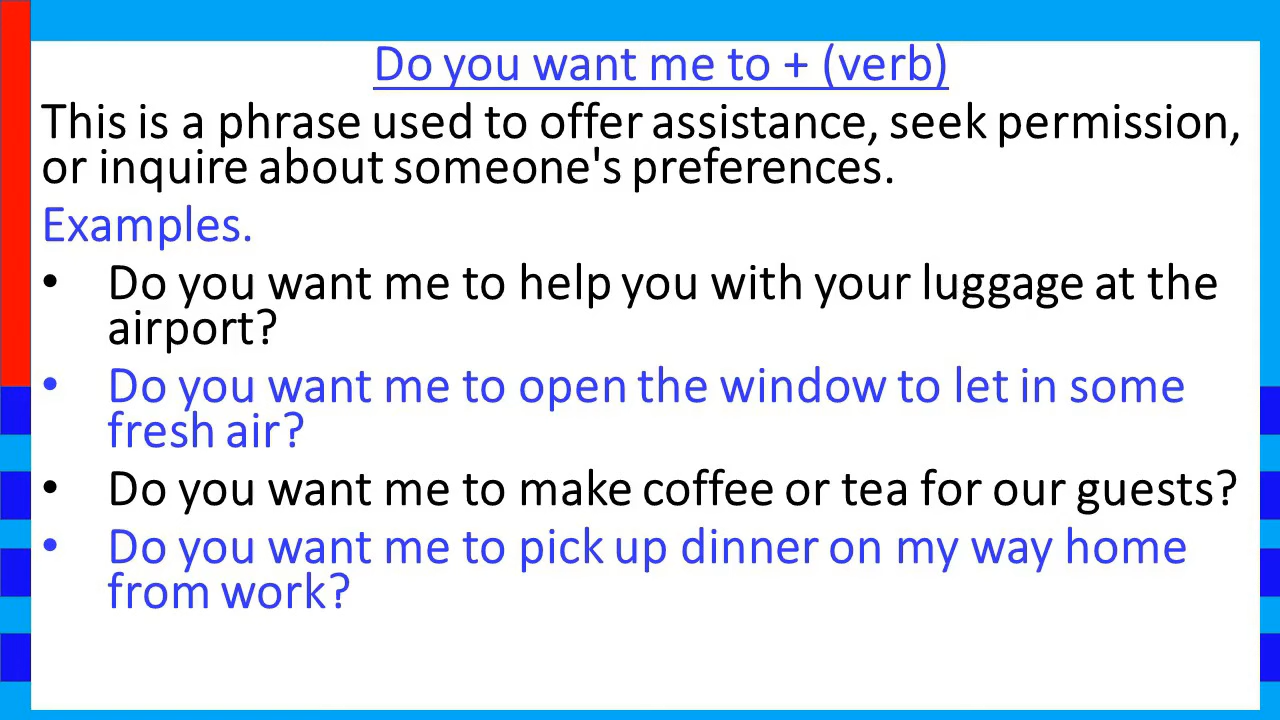 Do you want me to + (verb)
This is a phrase used to offer assistance, seek permission,
or inquire about someone's preferences.
Examples.
• Do you want me to help you with your luggage at the
airport?
• Do you want me to open the window to let in some
fresh air?
• Do you want me to make coffee or tea for our guests?
• Do you want me to pick up dinner on my way home
from work?